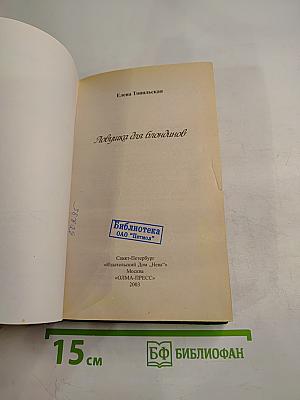 Елена Топильская
Ловушка для блондинов
Библиотека
ОАО "Петмол"
Санкт-Петербург
«Издательский Дом „Нева"»
Москва
«ОЛМА-ПРЕСС»
2003
15 см
БФ БИБЛИОФАН